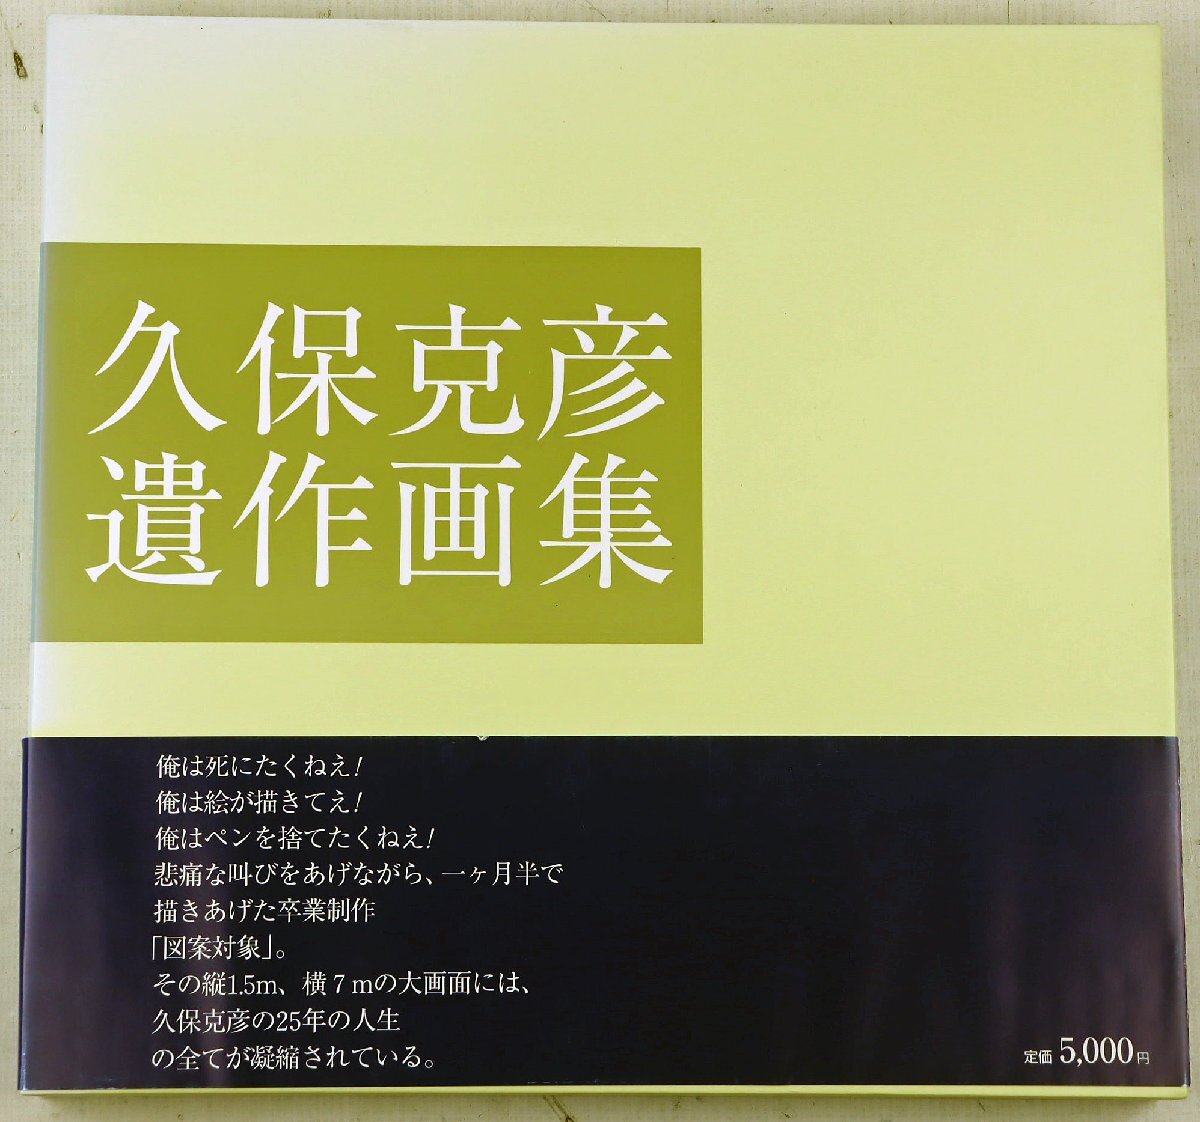 久保克彦
遺作画集
俺は死にたくねえ!
俺は絵が描きてえ!
俺はペンを捨てたくねえ!
悲痛な叫びをあげながら、一ヶ月半で
描きあげた卒業制作
「図案対象」。
その縦1.5m、横7mの大画面には、
久保克彦の25年の人生
の全てが凝縮されている。
定価 5,000円